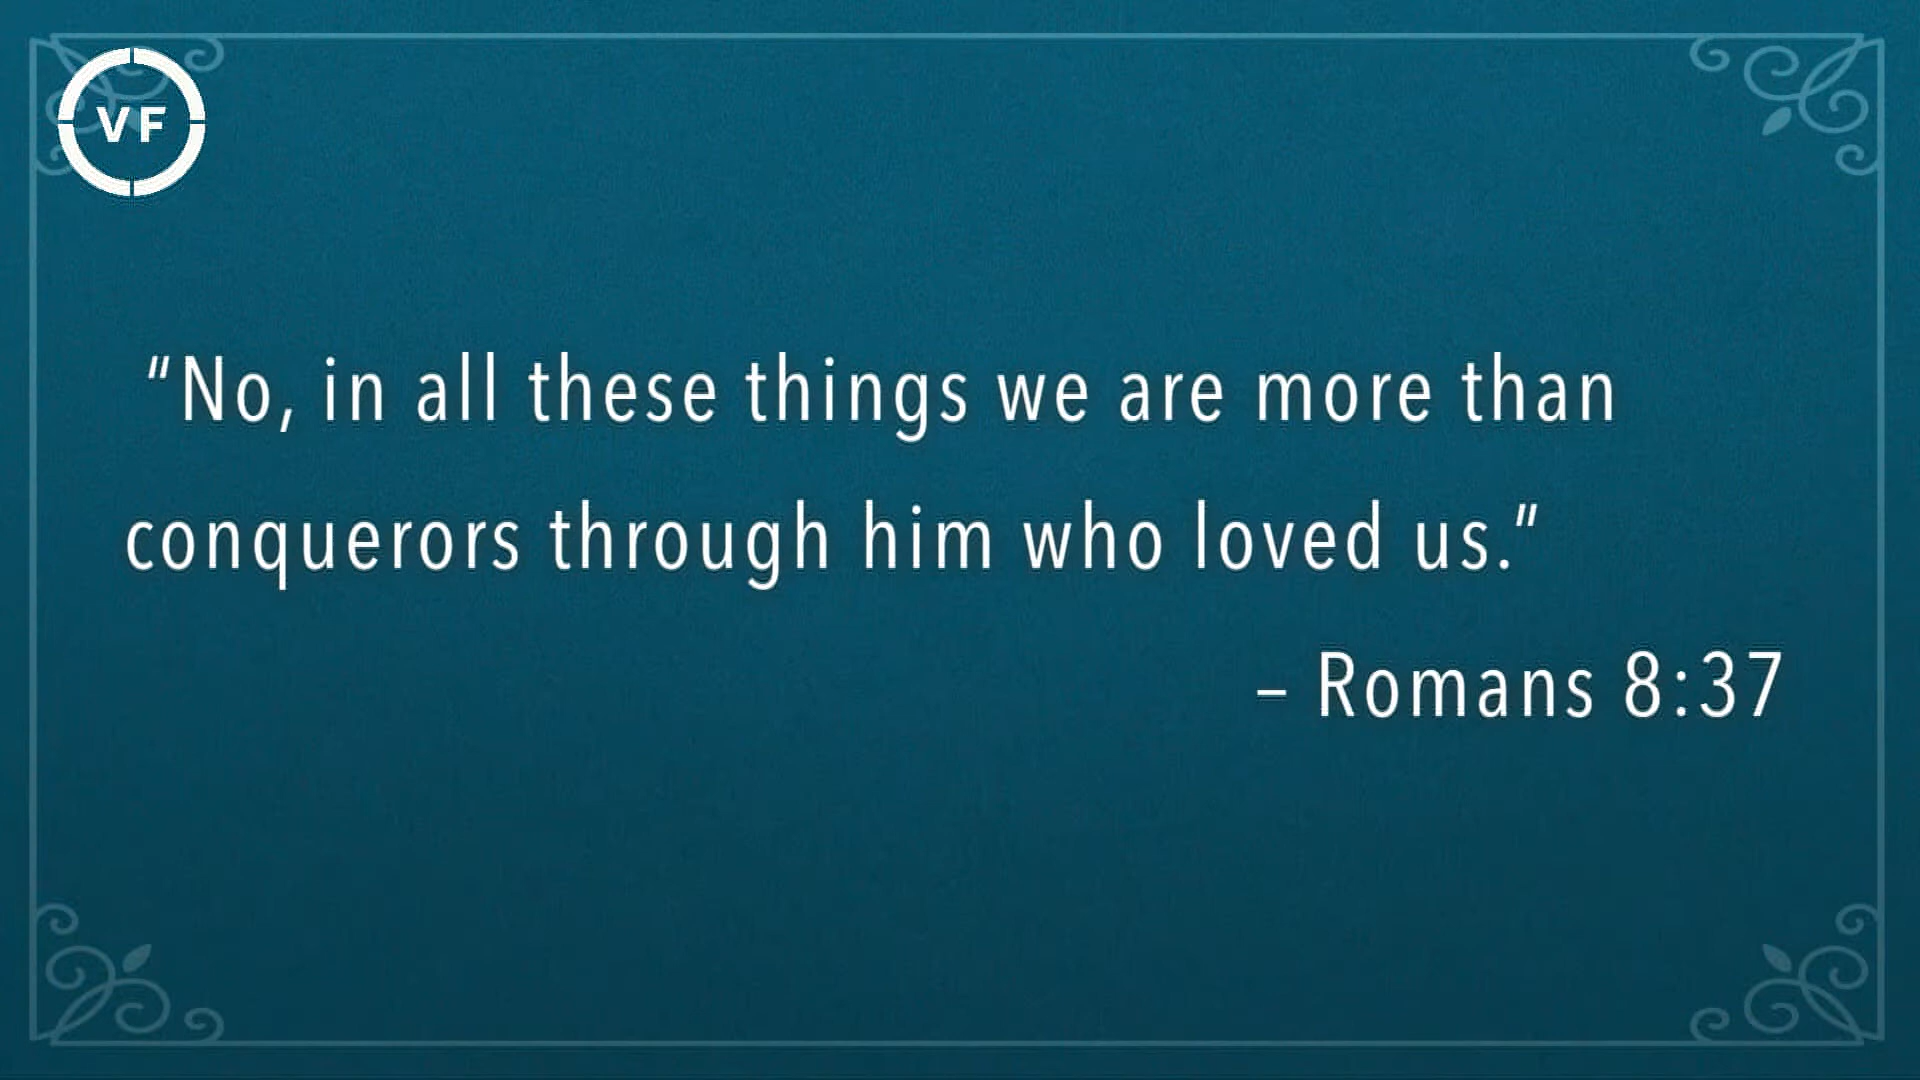 VF
“No, in all these things we are more than
conquerors through him who loved us.”
– Romans 8:37